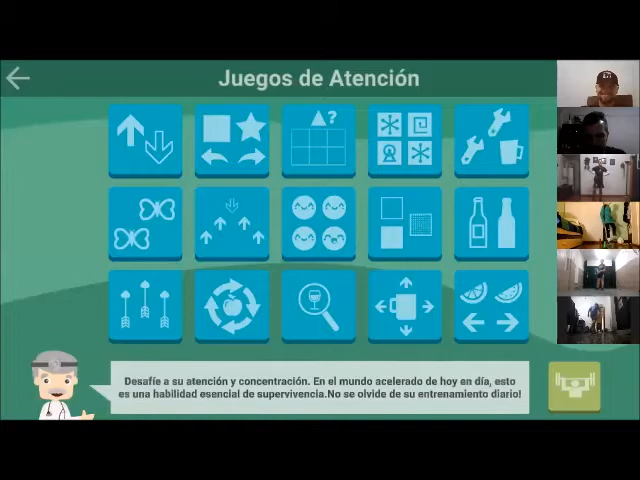 Juegos de Atención
?
Desafíe a su atención y concentración. En el mundo acelerado de hoy en día, esto
es una habilidad esencial de supervivencia.No se olvide de su entrenamiento diario!